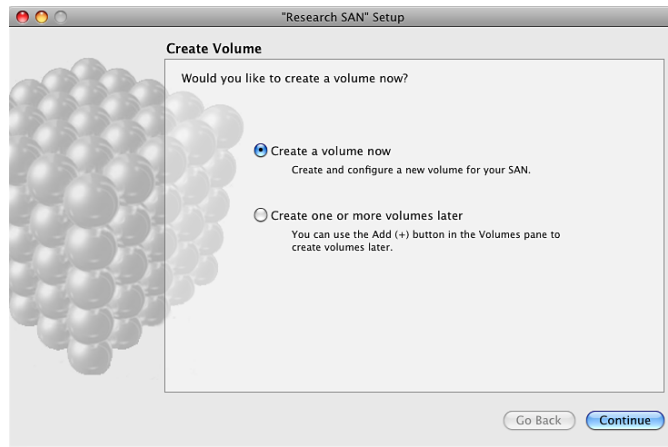 "Research SAN" Setup
Create Volume
Would you like to create a volume now?
Create a volume now
Create and configure a new volume for your SAN.
Create one or more volumes later
You can use the Add (+) button in the Volumes pane to
create volumes later.
Go Back
Continue